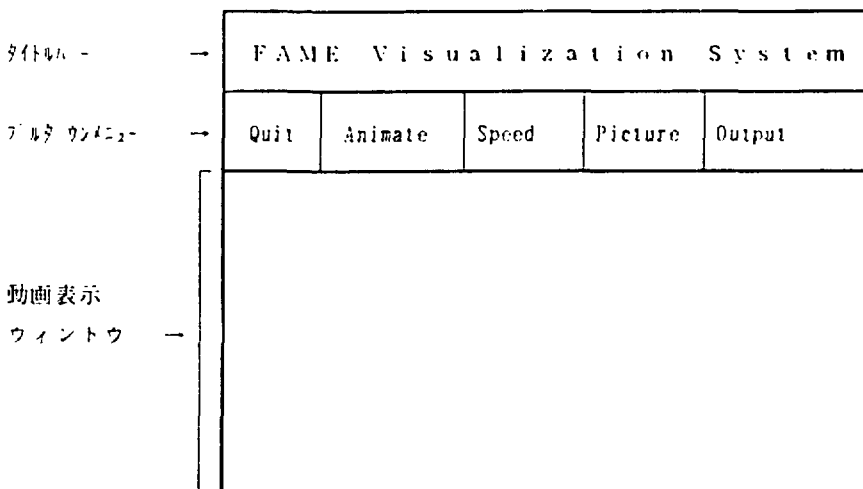 タイトルバー → FAME Visualization System
プルダウンメニュー → Quit Animate Speed Picture Output
動画表示
ウィンドウ →